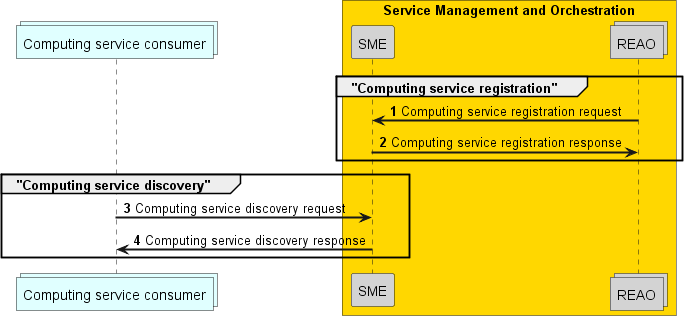 Service Management and Orchestration
Computing service consumer
SME
REAO
"Computing service registration"
1 Computing service registration request
2 Computing service registration response
"Computing service discovery"
3 Computing service discovery request
4 Computing service discovery response
Computing service consumer
SME
REAO